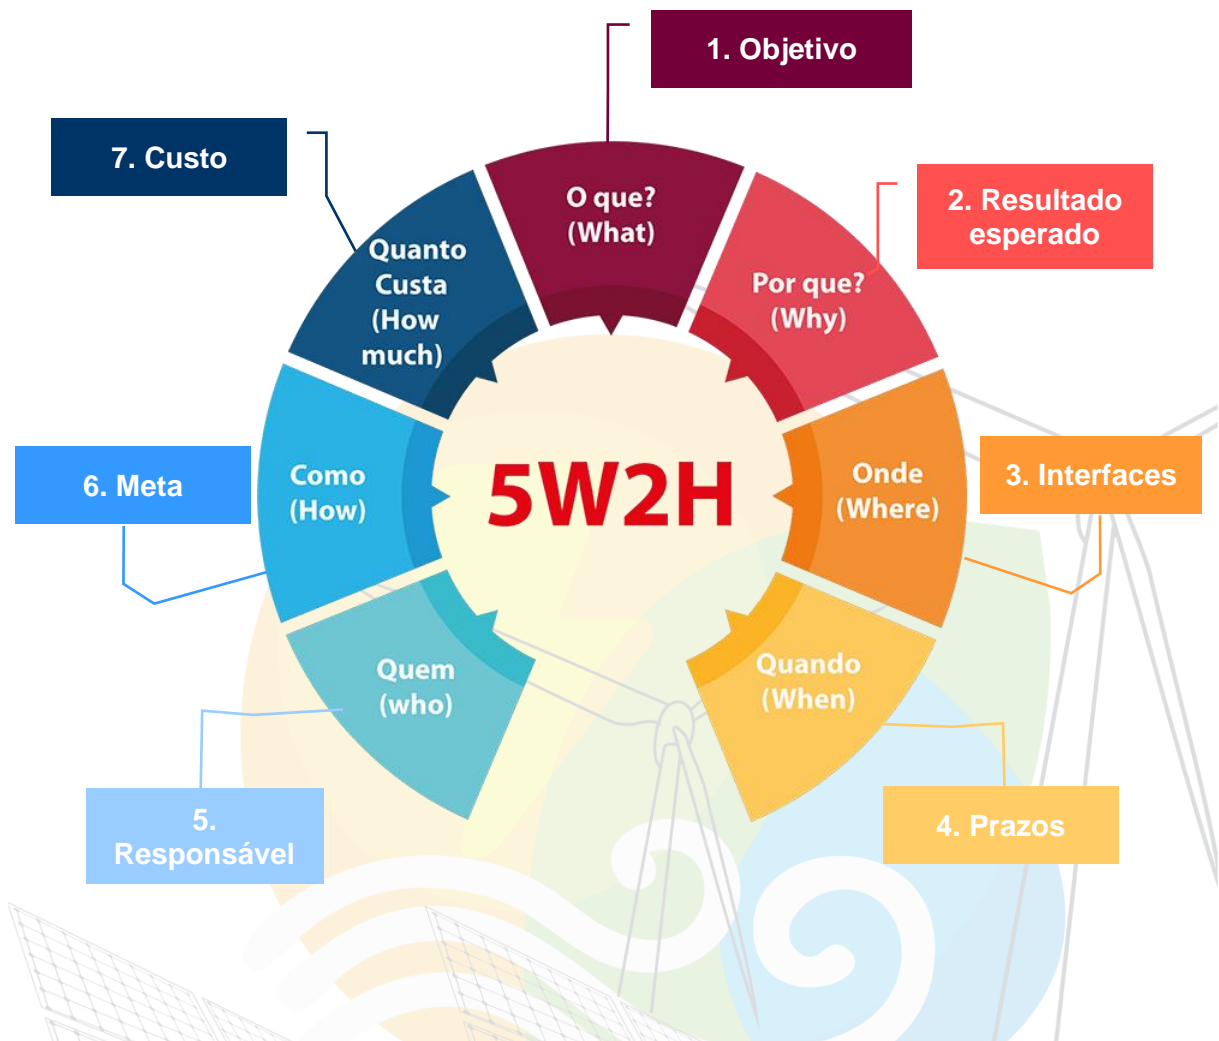 1. Objetivo
7. Custo
O que?
(What)
2. Resultado
esperado
Quanto
Custa
(How
much)
Por que?
(Why)
6. Meta
Como
(How)
5W2H
Onde
(Where)
3. Interfaces
Quem
(who)
Quando
(When)
5.
Responsável
4. Prazos